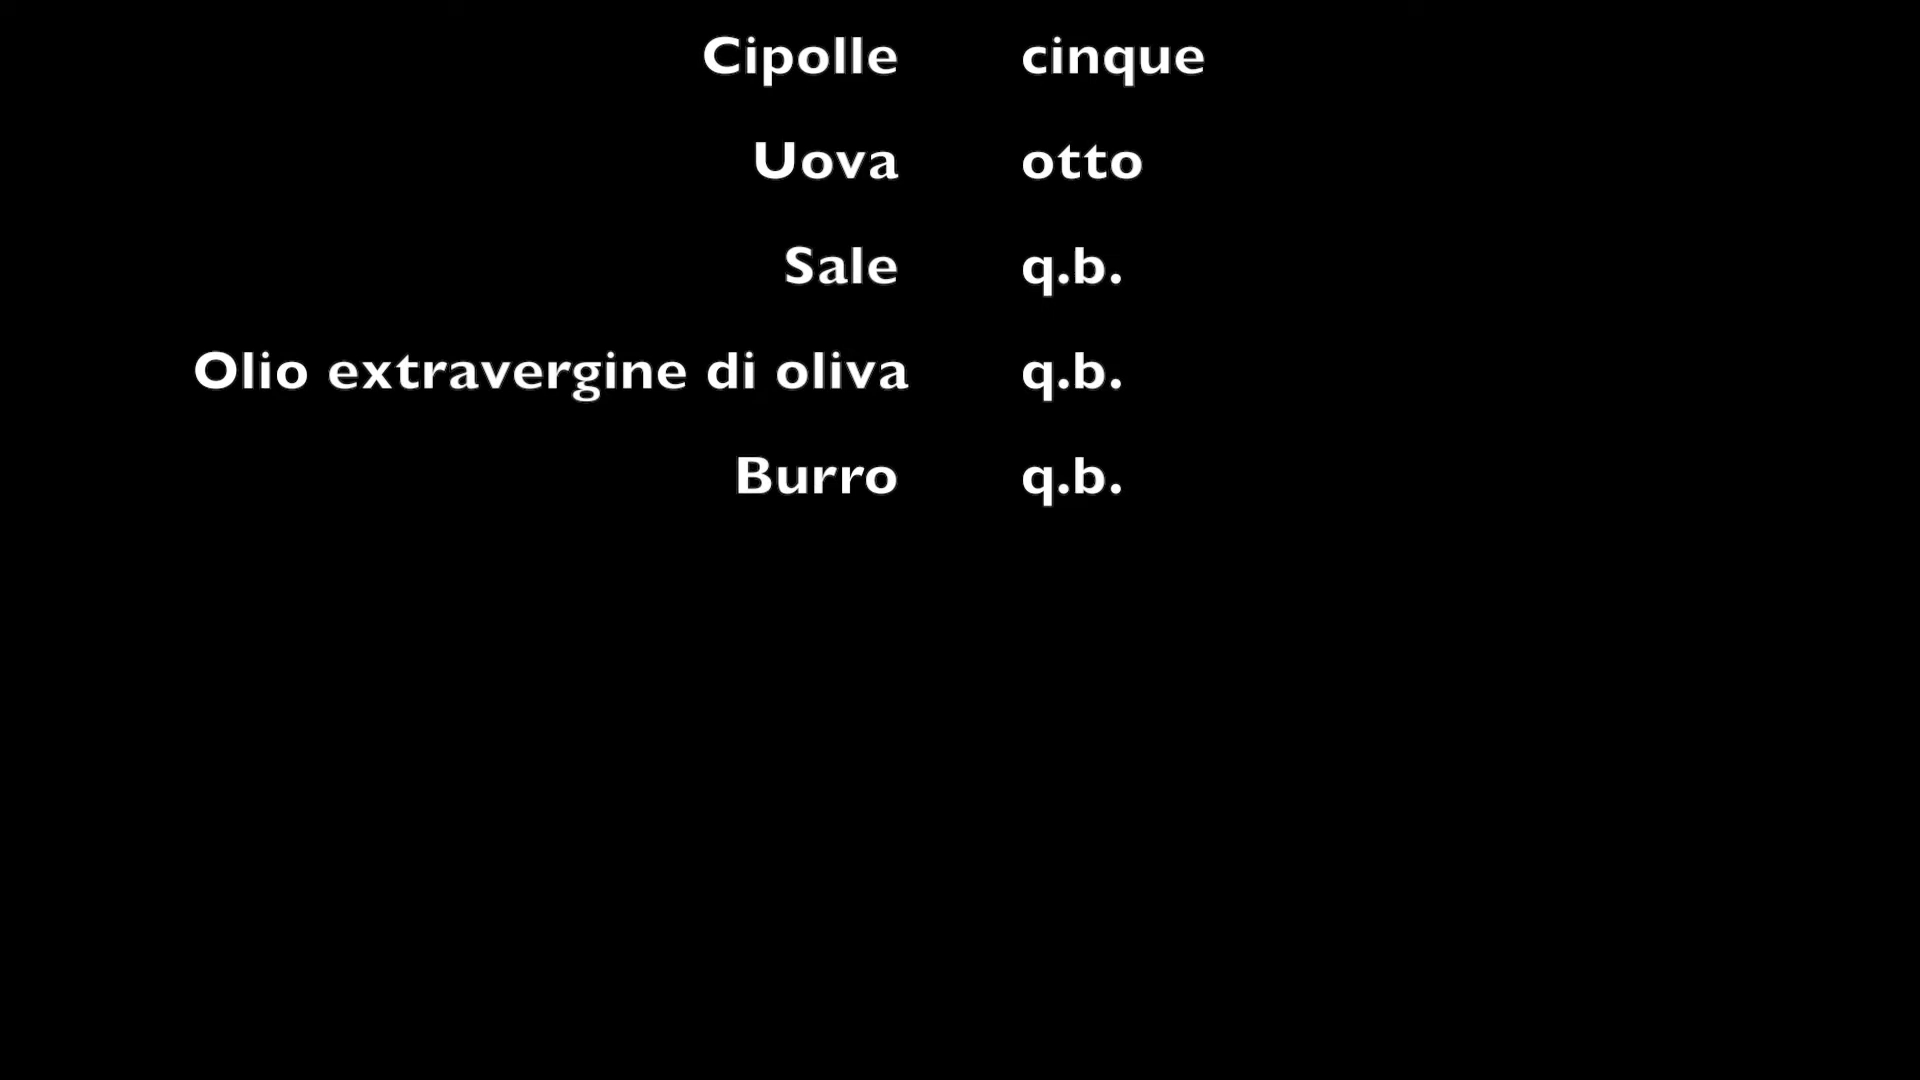 Cipolle cinque
Uova otto
Sale q.b.
Olio extravergine di oliva q.b.
Burro q.b.